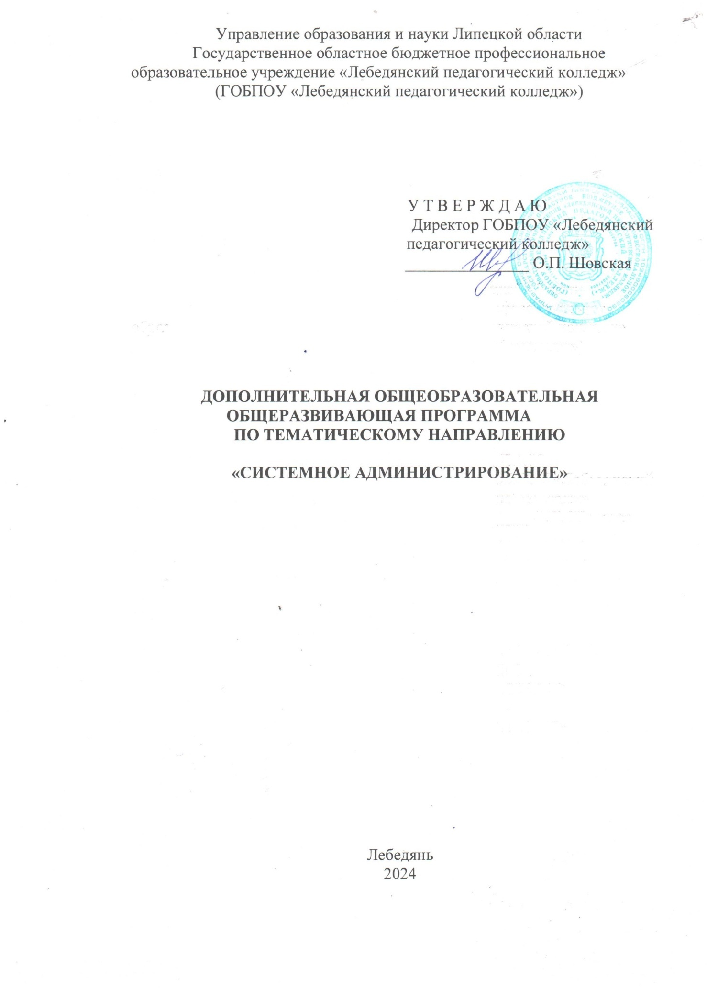 Управление образования и науки Липецкой области
Государственное областное бюджетное профессиональное
образовательное учреждение «Лебедянский педагогический колледж»
(ГОБПОУ «Лебедянский педагогический колледж»)
У Т В Е Р Ж Д А Ю
Директор ГОБПОУ «Лебедянский
педагогический колледж»
_______________ О.П. Шовская
ДОПОЛНИТЕЛЬНАЯ ОБЩЕОБРАЗОВАТЕЛЬНАЯ
ОБЩЕРАЗВИВАЮЩАЯ ПРОГРАММА
ПО ТЕМАТИЧЕСКОМУ НАПРАВЛЕНИЮ
«СИСТЕМНОЕ АДМИНИСТРИРОВАНИЕ»
Лебедянь
2024